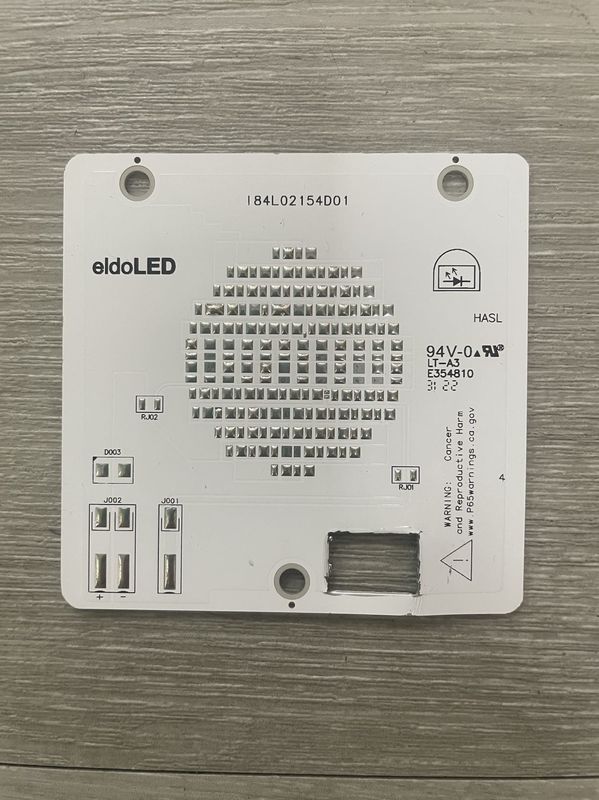 184L02154D01
eldoLED
HASL
94V-0 RU®
LT-A3
E354810
31 22
RJ02
D003
J002
J001
RJ01
+ -
4
WARNING: Cancer
and Reproductive Harm
www.P65warnings.ca.gov
!